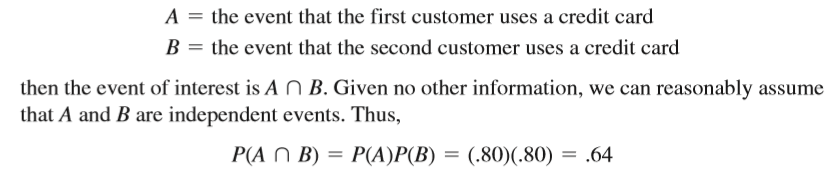 A = the event that the first customer uses a credit card
B = the event that the second customer uses a credit card
then the event of interest is A ∩ B. Given no other information, we can reasonably assume
that A and B are independent events. Thus,
P(A ∩ B) = P(A)P(B) = (.80)(.80) = .64